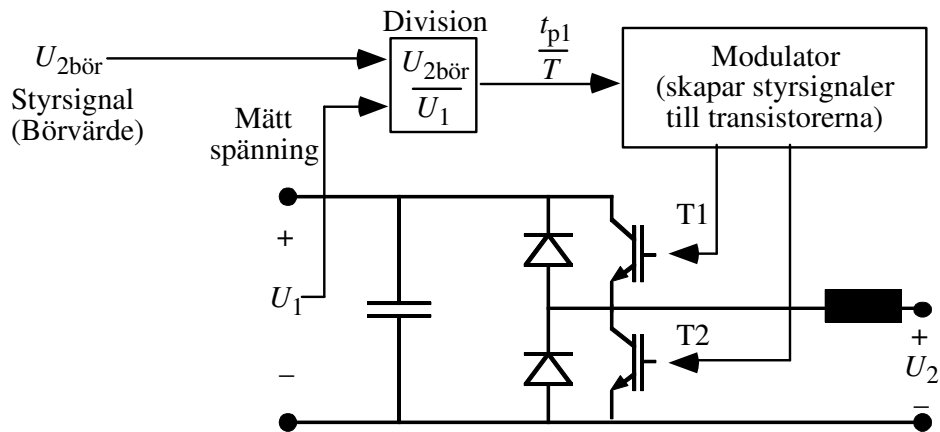 Division
U2bör
Styrsignal
(Börvärde)
U2bör
U1
tp1
T
Modulator
(skapar styrsignaler
till transistorerna)
Mätt
spänning
T1
+
U1
–
T2
+
U2
–